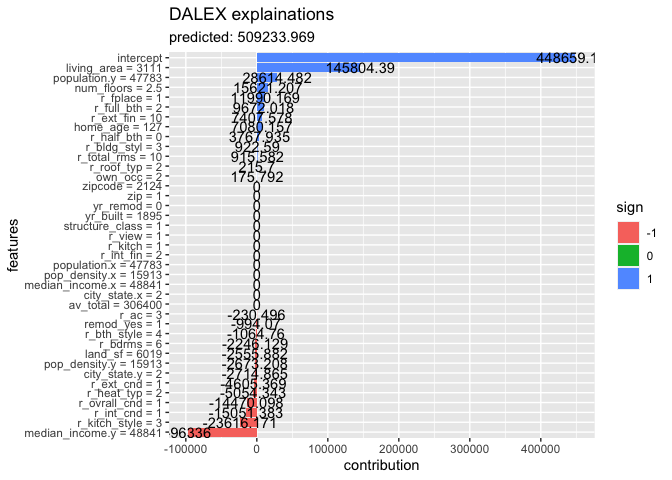 DALEX explainations
predicted: 509233.969
features
intercept 448659.1
living_area = 3111 145804.39
population.y = 47783 28614.482
num_floors = 2.5 15621.207
r_fplace = 1 11990.169
r_full_bth = 2 9672.018
r_ext_fin = 10 7407.578
home_age = 127 7080.157
r_half_bth = 0 3767.935
r_bldg_styl = 3 922.59
r_total_rms = 10 915.582
r_roof_typ = 2 215.7
own_occ = 2 175.792
zipcode = 2124 0
zip = 1 0
yr_remod = 0 0
yr_built = 1895 0
structure_class = 1 0
r_view = 1 0
r_kitch = 1 0
r_int_fin = 2 0
population.x = 47783 0
pop_density.x = 15913 0
median_income.x = 48841 0
city_state.x = 2 0
av_total = 306400 0
r_ac = 3 -230.496
remod_yes = 1 -994.07
r_bth_style = 4 -1064.76
r_bdrms = 6 -2246.129
land_sf = 6019 -2555.882
pop_density.y = 15913 -2673.208
city_state.y = 2 -2714.865
r_ext_cnd = 1 -4605.369
r_heat_typ = 2 -5054.343
r_ovrall_cnd = 1 -14470.098
r_int_cnd = 1 -15051.383
r_kitch_style = 3 -23616.171
median_income.y = 48841 96336
-100000 0 100000 200000 300000 400000
contribution
sign
-1
0
1